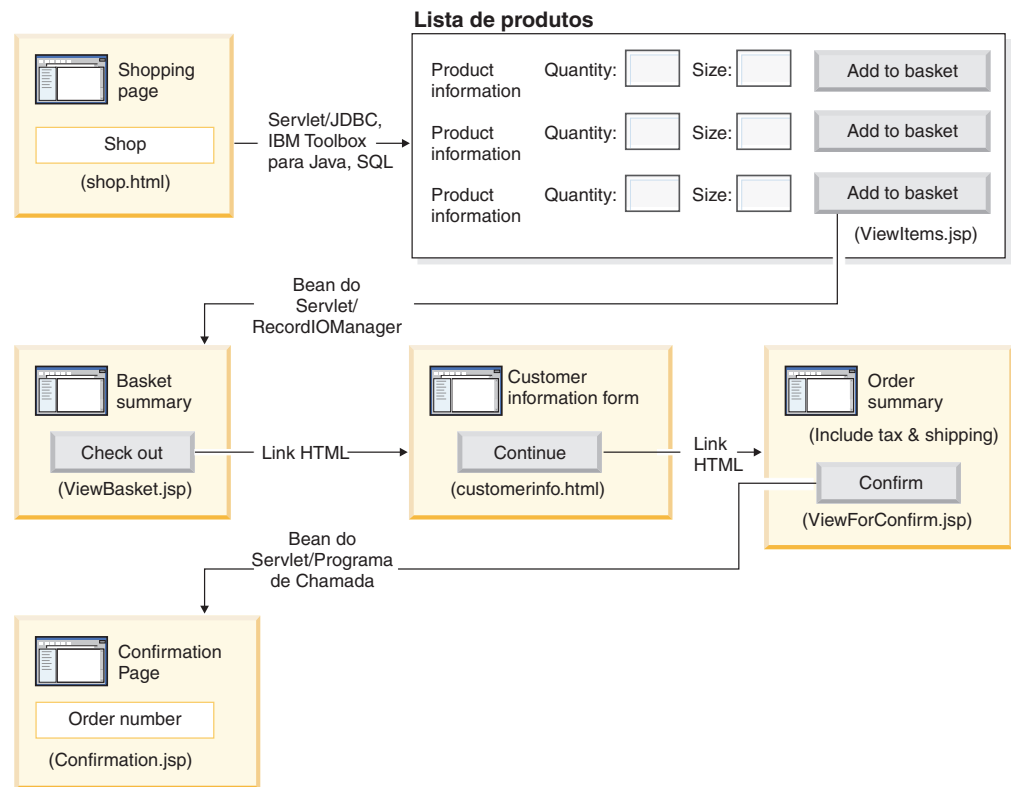 Lista de produtos
Shopping
page
Shop
(shop.html)
Servlet/JDBC,
IBM Toolbox
para Java, SQL
Product
information
Quantity:
Size:
Add to basket
Product
information
Quantity:
Size:
Add to basket
Product
information
Quantity:
Size:
Add to basket
(ViewItems.jsp)
Bean do
Servlet/
RecordIOManager
Basket
summary
Check out
(ViewBasket.jsp)
Link HTML
Customer
information form
Continue
(customerinfo.html)
Link
HTML
Order
summary
(Include tax & shipping)
Confirm
(ViewForConfirm.jsp)
Bean do
Servlet/Programa
de Chamada
Confirmation
Page
Order number
(Confirmation.jsp)